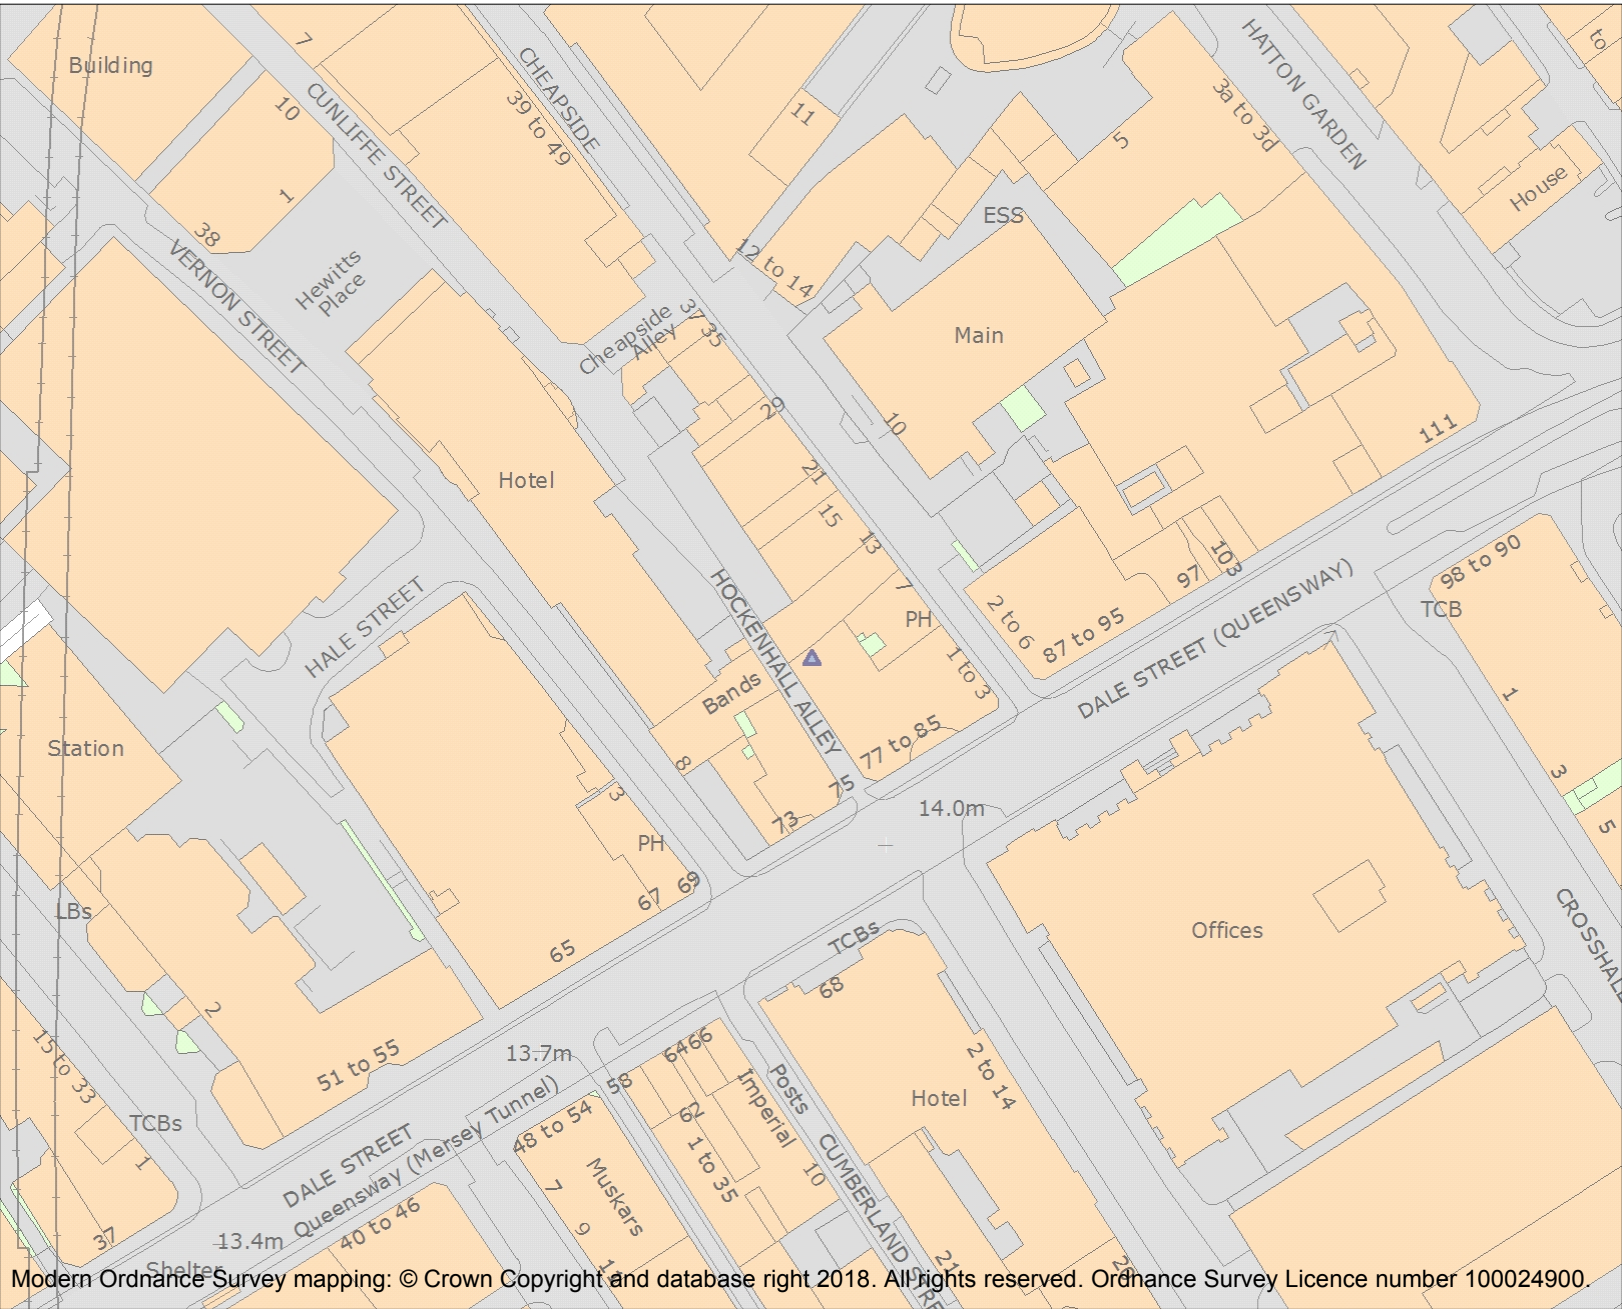 Building
7
CUNLIFFE STREET
10
1
38
CHEAPSIDE
39 to 49
11
HATTON GARDEN
3a to 3d
5
to
House
ESS
VERNON STREET
Hewitts
Place
12 to 14
Cheapside
Alley
37
35
Main
10
29
111
Hotel
21
15
13
7
97
103
98 to 90
TCB
HALE STREET
HOCKENHALL ALLEY
PH
2 to 6
87 to 95
DALE STREET (QUEENSWAY)
1 to 3
Bands
1
Station
8
77 to 85
75
73
14.0m
3
5
3
PH
67
69
LBs
65
TCBs
Offices
CROSSHALL
68
2
15 to 33
51 to 55
13.7m
6466
58
62
Imperial
Posts
Hotel
2 to 14
TCBs
1
DALE STREET
Queensway (Mersey Tunnel)
48 to 54
Muskars
7
9
11
1 to 35
10
CUMBERLAND STRE
21
37
13.4m
40 to 46
Shelter
Modern Ordnance Survey mapping: © Crown Copyright and database right 2018. All rights reserved. Ordnance Survey Licence number 100024900.